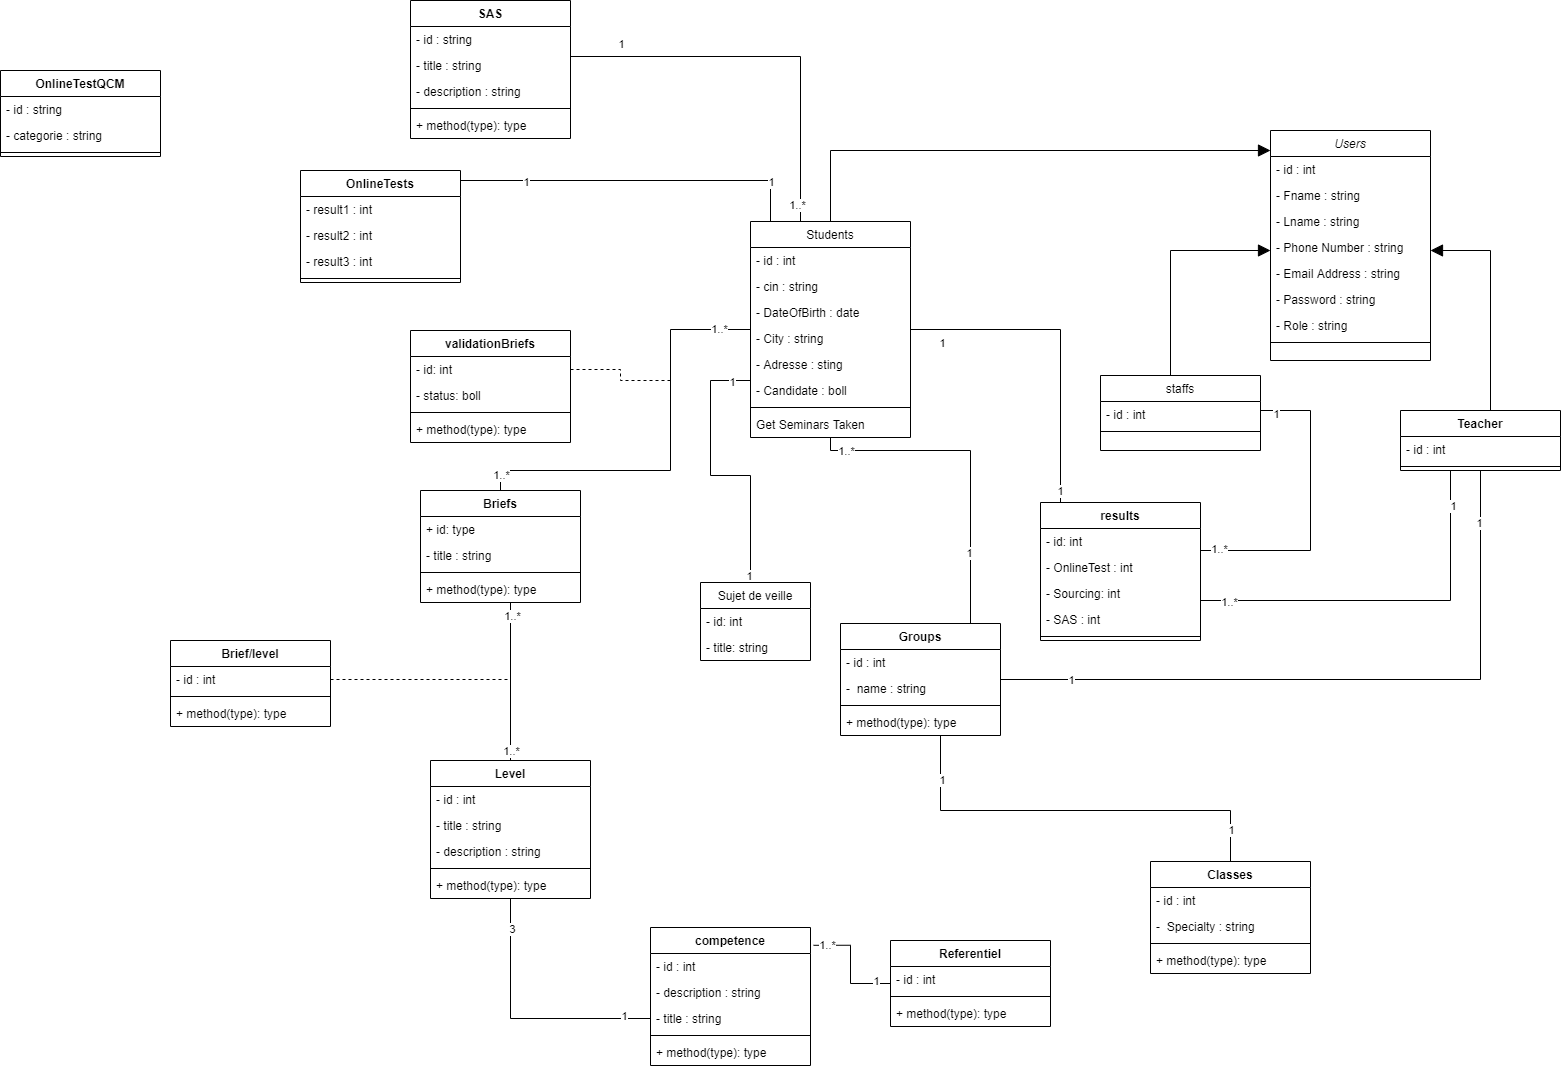 SAS
- id : string
- title : string
- description : string
+ method(type): type
1
1..*
OnlineTestQCM
- id : string
- categorie : string
OnlineTests
- result1 : int
- result2 : int
- result3 : int
1
1
Users
- id : int
- Fname : string
- Lname : string
- Phone Number : string
- Email Address : string
- Password : string
- Role : string
Students
- id : int
- cin : string
- DateOfBirth : date
- City : string
- Adresse : sting
- Candidate : boll
Get Seminars Taken
1..*
1
1
1..*
validationBriefs
- id: int
- status: boll
+ method(type): type
staffs
- id : int
1
Teacher
- id : int
1
1
1..*
Briefs
+ id: type
- title : string
+ method(type): type
1..*
1
results
- id: int
- OnlineTest : int
- Sourcing: int
- SAS : int
1..*
1..*
1
Sujet de veille
- id: int
- title: string
1
Groups
- id : int
- name : string
+ method(type): type
1
1
Brief/level
- id : int
+ method(type): type
1..*
Level
- id : int
- title : string
- description : string
+ method(type): type
3
1
Classes
- id : int
- Specialty : string
+ method(type): type
1
competence
- id : int
- description : string
- title : string
+ method(type): type
1..*
1
Referentiel
- id : int
+ method(type): type